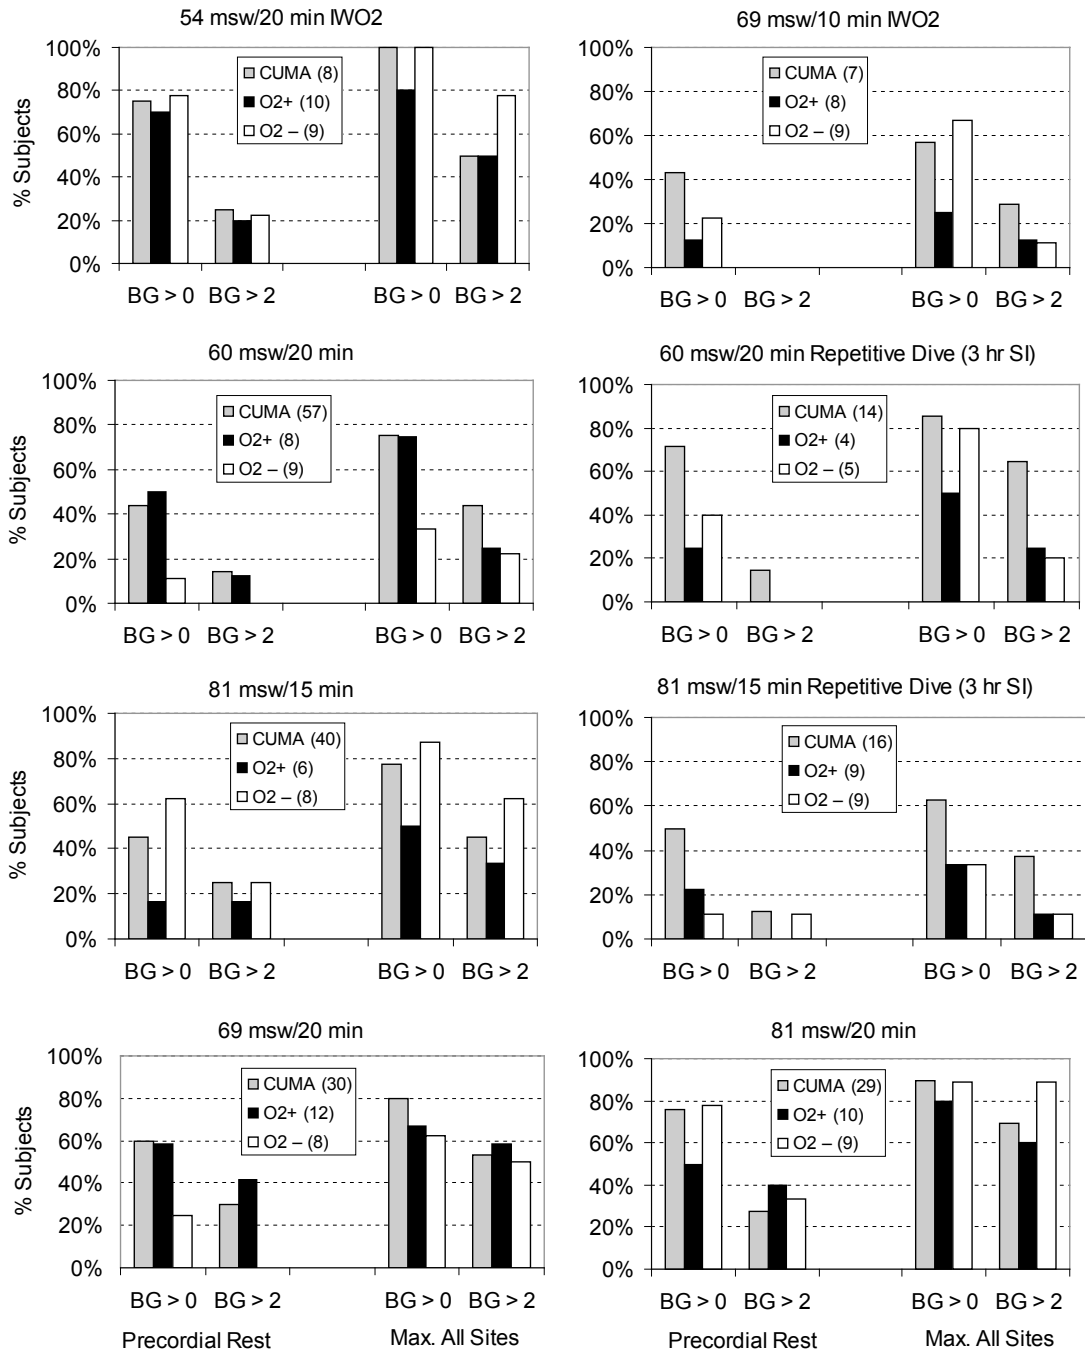 54 msw/20 min IWO2
100%
80%
60%
40%
20%
0%
% Subjects
CUMA (8)
O2+ (10)
O2 – (9)
BG > 0 BG > 2 BG > 0 BG > 2
69 msw/10 min IWO2
100%
80%
60%
40%
20%
0%
CUMA (7)
O2+ (8)
O2 – (9)
BG > 0 BG > 2 BG > 0 BG > 2
60 msw/20 min
100%
80%
60%
40%
20%
0%
% Subjects
CUMA (57)
O2+ (8)
O2 – (9)
BG > 0 BG > 2 BG > 0 BG > 2
60 msw/20 min Repetitive Dive (3 hr SI)
100%
80%
60%
40%
20%
0%
CUMA (14)
O2+ (4)
O2 – (5)
BG > 0 BG > 2 BG > 0 BG > 2
81 msw/15 min
100%
80%
60%
40%
20%
0%
% Subjects
CUMA (40)
O2+ (6)
O2 – (8)
BG > 0 BG > 2 BG > 0 BG > 2
81 msw/15 min Repetitive Dive (3 hr SI)
100%
80%
60%
40%
20%
0%
CUMA (16)
O2+ (9)
O2 – (9)
BG > 0 BG > 2 BG > 0 BG > 2
69 msw/20 min
100%
80%
60%
40%
20%
0%
% Subjects
CUMA (30)
O2+ (12)
O2 – (8)
BG > 0 BG > 2 BG > 0 BG > 2
Precordial Rest Max. All Sites
81 msw/20 min
100%
80%
60%
40%
20%
0%
CUMA (29)
O2+ (10)
O2 – (9)
BG > 0 BG > 2 BG > 0 BG > 2
Precordial Rest Max. All Sites